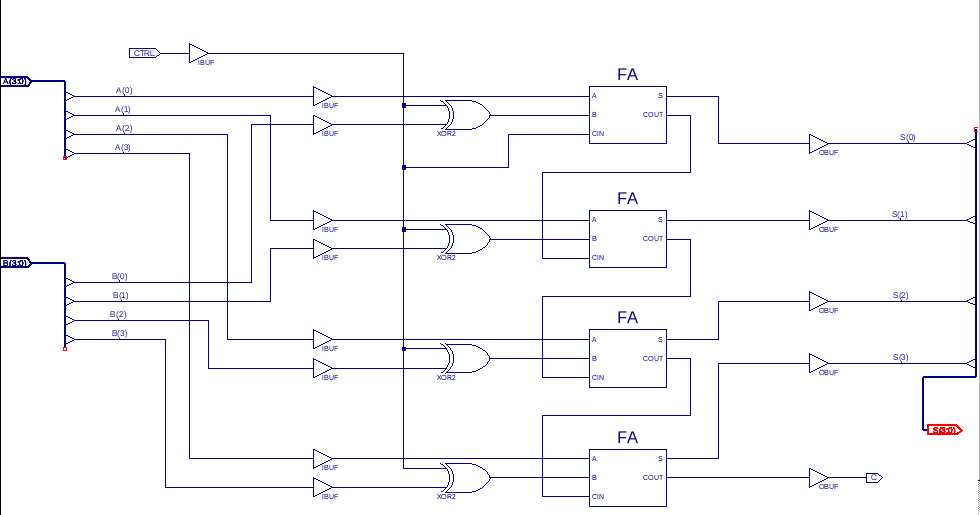 FA
CTRL
IBUF
A(3:0)
A(0)
IBUF
A
S
A(1)
IBUF
XOR2
B
COUT
A(2)
CIN
OBUF
S(0)
A(3)
FA
IBUF
A
S
OBUF
S(1)
IBUF
XOR2
B
COUT
B(3:0)
CIN
B(0)
B(1)
OBUF
S(2)
B(2)
FA
B(3)
IBUF
A
S
IBUF
XOR2
B
COUT
OBUF
S(3)
CIN
S(3:0)
FA
IBUF
A
S
IBUF
XOR2
B
COUT
OBUF
C
CIN